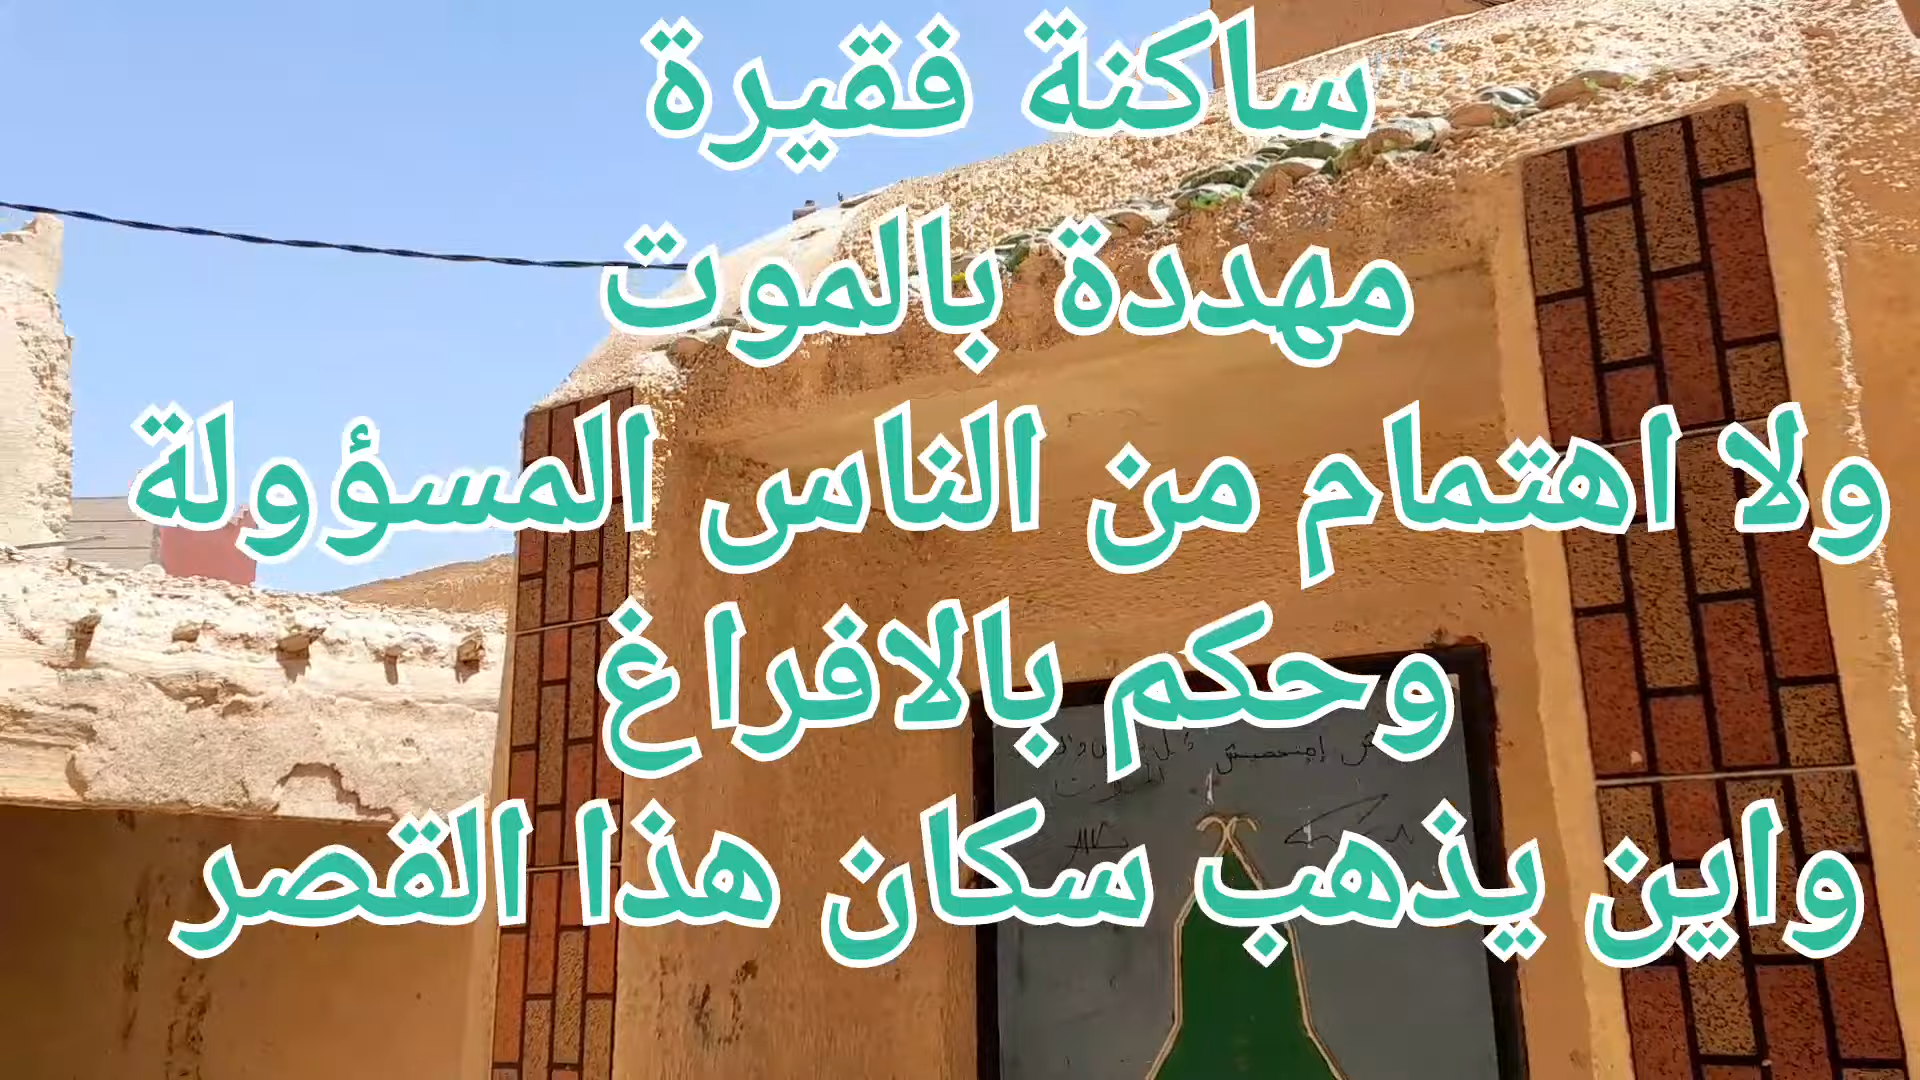 ساكنة فقيرة
مهددة بالموت
ولا اهتمام من الناس المسؤولة
وحكم بالافراغ
واين يذهب سكان هذا القصر